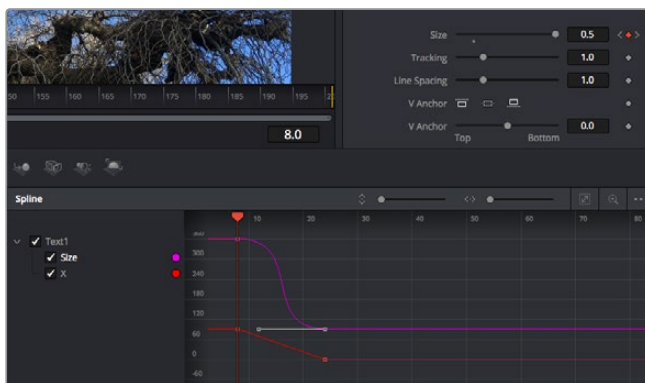 Size 0.5
Tracking 1.0
Line Spacing 1.0
V Anchor
V Anchor 0.0
Top Bottom
150 155 160 165 170 175 180 185 190 195
8.0
Spline
10 20 30 40 50 60 70 80
Text1
Size
X
300
240
180
120
60
0
-60